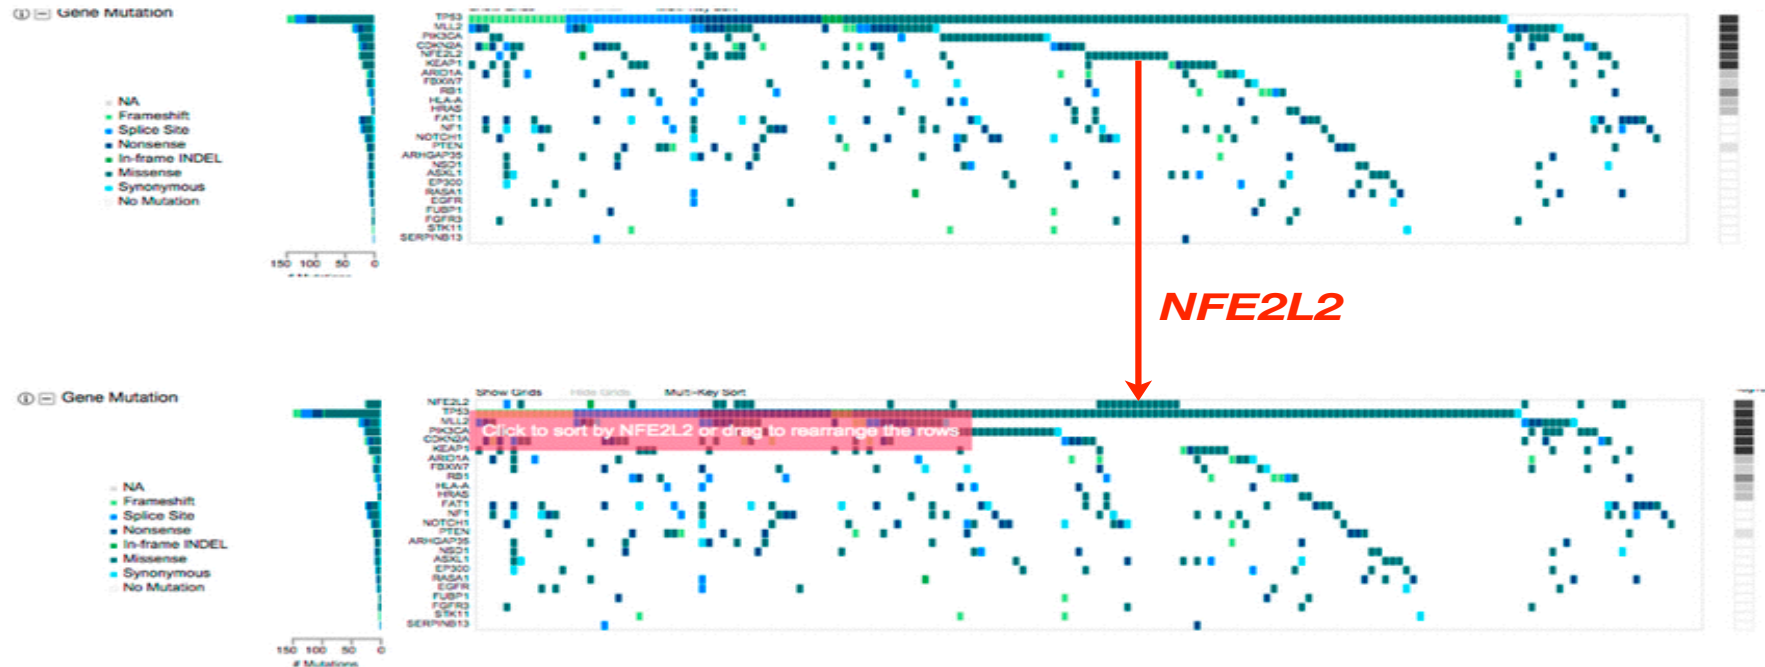 Gene Mutation
NA
Frameshift
Splice Site
Nonsense
In-frame INDEL
Missense
Synonymous
No Mutation
150 100 50 0
# Mutations
TP53
MLL2
PIK3CA
CDKN2A
NFE2L2
KEAP1
ARID1A
FBXW7
RB1
HLA-A
HRAS
FAT1
NF1
NOTCH1
PTEN
ARHGAP35
NSD1
ASXL1
EP300
RASA1
EGFR
FUBP1
FGFR3
STK11
SERPINB13
NFE2L2
Gene Mutation
NA
Frameshift
Splice Site
Nonsense
In-frame INDEL
Missense
Synonymous
No Mutation
150 100 50 0
# Mutations
Show Grids Hide Grids Multi-Key Sort
NFE2L2
TP53
MLL2
PIK3CA
CDKN2A
KEAP1
ARID1A
FBXW7
RB1
HLA-A
HRAS
FAT1
NF1
NOTCH1
PTEN
ARHGAP35
NSD1
ASXL1
EP300
RASA1
EGFR
FUBP1
FGFR3
STK11
SERPINB13
Click to sort by NFE2L2 or drag to rearrange the rows